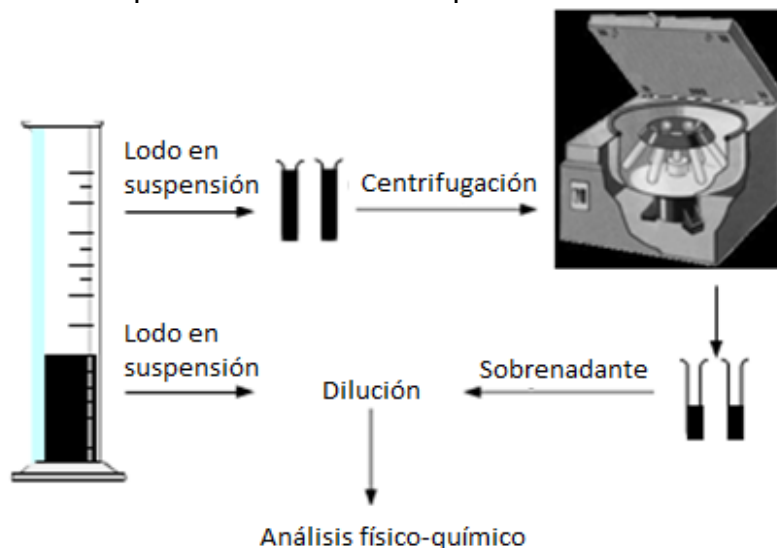 Lodo en
suspensión
Centrifugación
Lodo en
suspensión
Dilución
Sobrenadante
Análisis físico-químico